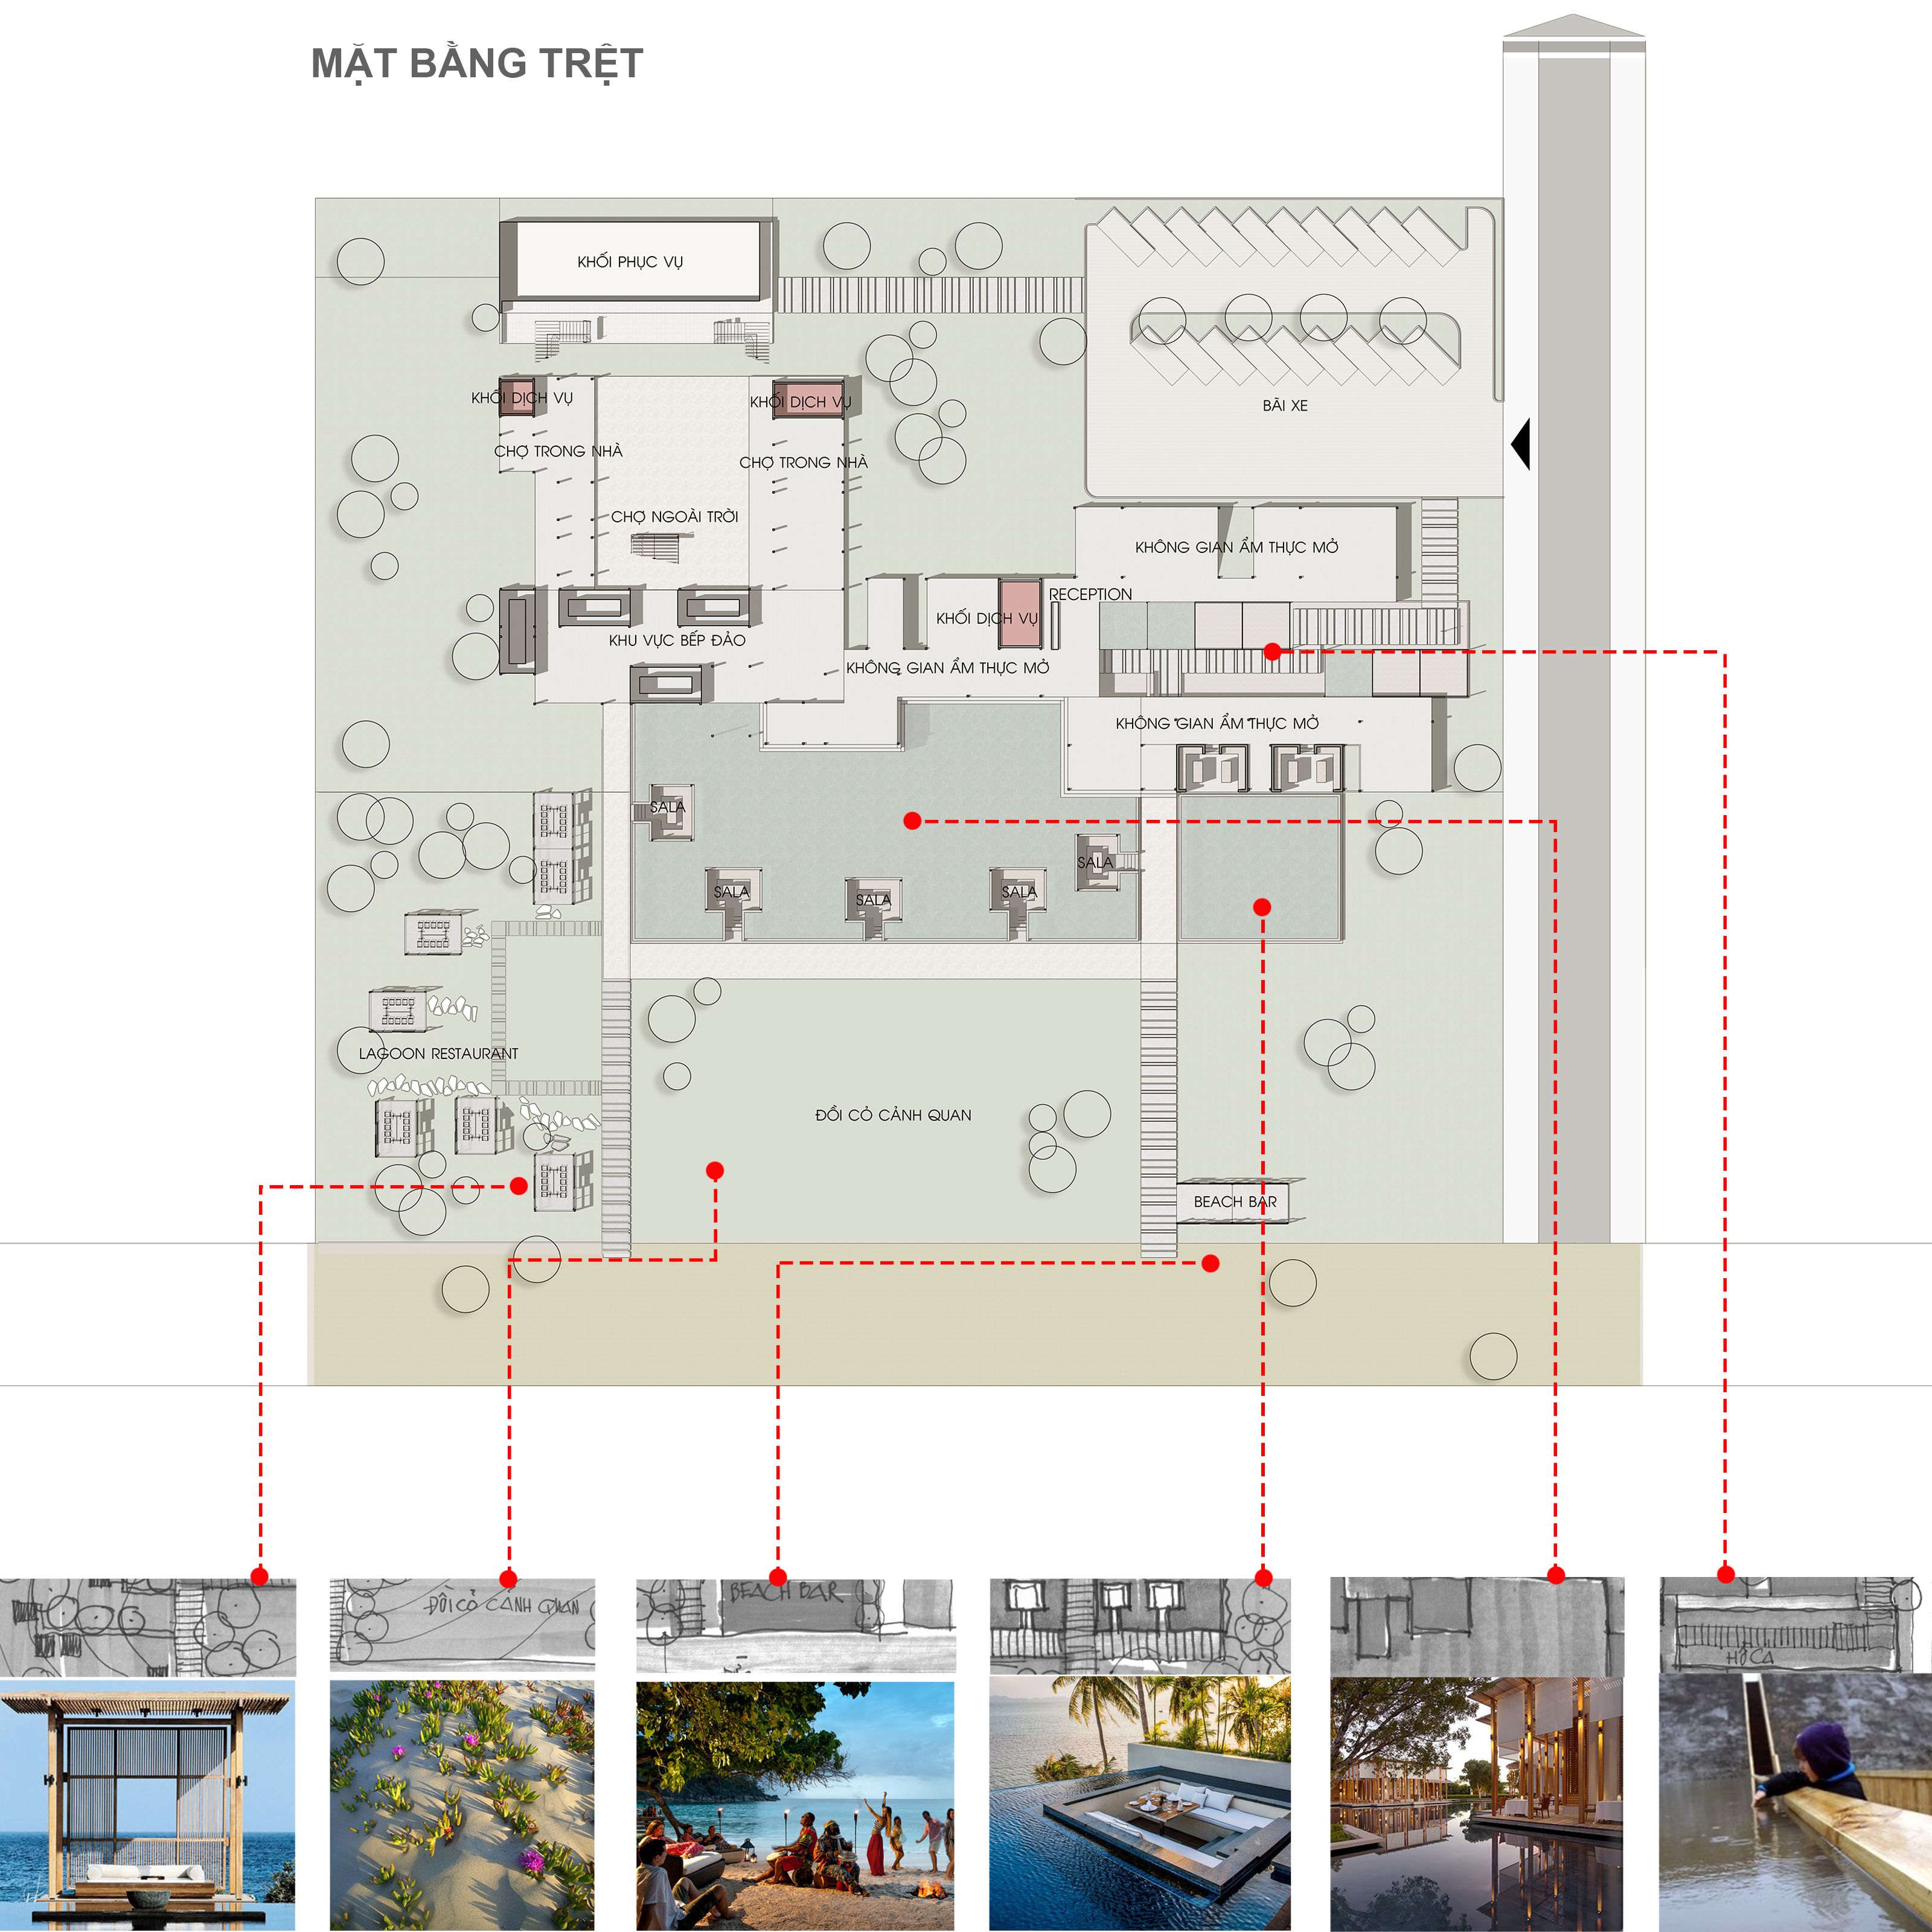 MẶT BẰNG TRỆT
KHỐI PHỤC VỤ
KHỐI DỊCH VỤ
KHỐI DỊCH VỤ
BÃI XE
CHỢ TRONG NHÀ
CHỢ TRONG NHÀ
CHỢ NGOÀI TRỜI
KHÔNG GIAN ẨM THỰC MỞ
RECEPTION
KHỐI DỊCH VỤ
KHU VỰC BẾP ĐẢO
KHÔNG GIAN ẨM THỰC MỞ
KHÔNG GIAN ẨM THỰC MỞ
SALA
SALA
SALA
SALA
SALA
LAGOON RESTAURANT
ĐỒI CỎ CẢNH QUAN
BEACH BAR
ĐỒI CỎ CẢNH QUAN
BEACH BAR
HỒ CA